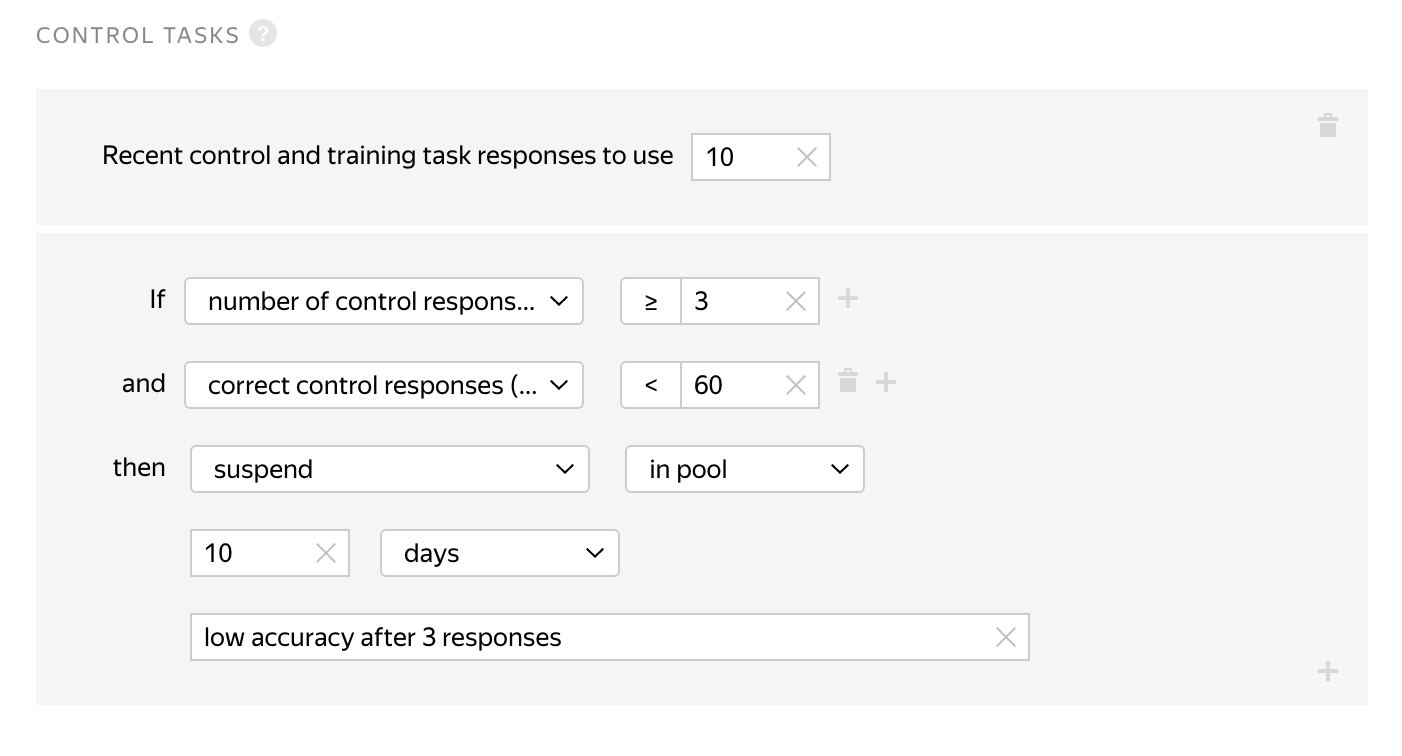 CONTROL TASKS ?
Recent control and training task responses to use 10
If number of control respons... ≥ 3
and correct control responses (... < 60
then suspend in pool
10 days
low accuracy after 3 responses